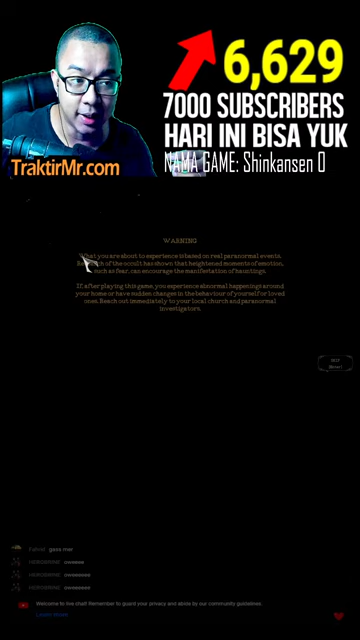 6,629
7000 SUBSCRIBERS
HARI INI BISA YUK
TraktirMr.com
NAMA GAME: Shinkansen 0
WARNING
What you are about to experience is based on real paranormal events.
Research of the occult has shown that heightened moments of emotion,
such as fear, can encourage the manifestation of hauntings.
If, after playing this game, you experience abnormal happenings around
your home or have sudden changes in the behaviour of yourself or loved
ones. Reach out immediately to your local church and paranormal
investigators.
gass mer
HEROBRINE
HEROBRINE
HEROBRINE
Welcome to live chat! Remember to guard your privacy and abide by our community guidelines.
Learn more